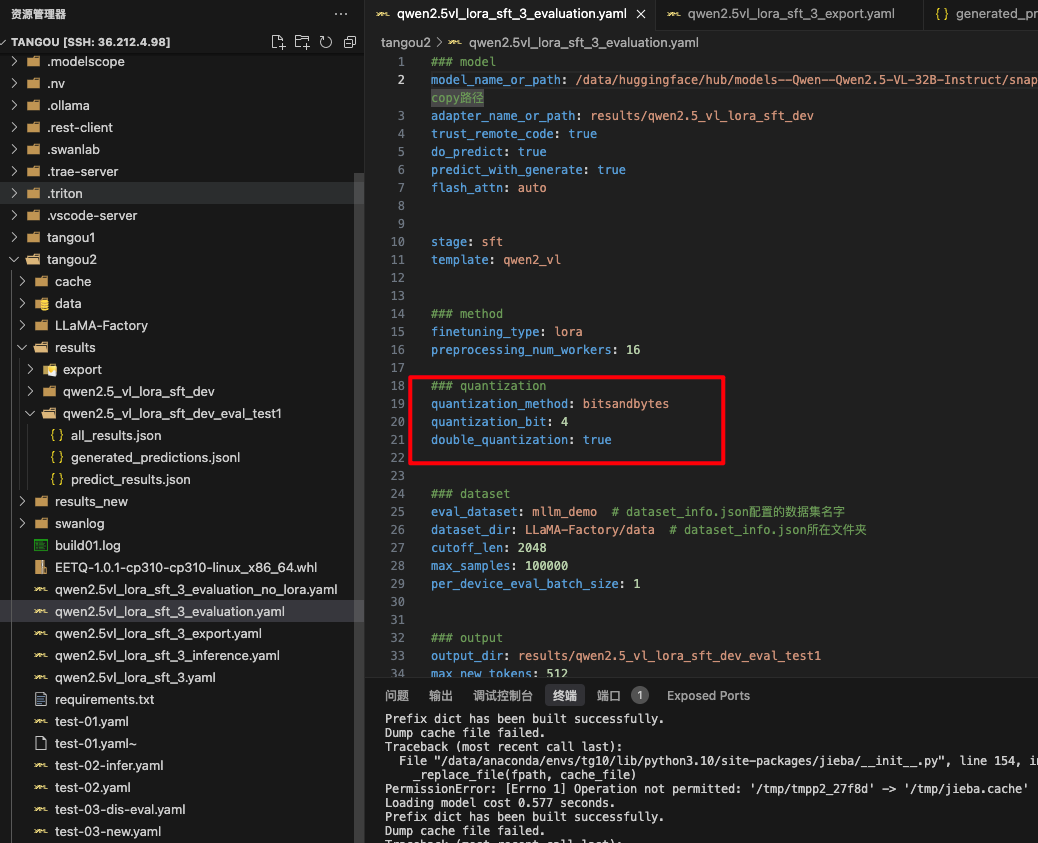 资源管理器
TANGOU [SSH: 36.212.4.98]
.modelscope
.nv
.ollama
.rest-client
.swanlab
.trae-server
.triton
.vscode-server
tangou1
tangou2
cache
data
LLaMA-Factory
results
export
qwen2.5_vl_lora_sft_dev
qwen2.5_vl_lora_sft_dev_eval_test1
{} all_results.json
{} generated_predictions.jsonl
{} predict_results.json
results_new
swanlog
build01.log
EETQ-1.0.1-cp310-cp310-linux_x86_64.whl
qwen2.5vl_lora_sft_3_evaluation_no_lora.yaml
qwen2.5vl_lora_sft_3_evaluation.yaml
qwen2.5vl_lora_sft_3_export.yaml
qwen2.5vl_lora_sft_3_inference.yaml
qwen2.5vl_lora_sft_3.yaml
requirements.txt
test-01.yaml
test-01.yaml~
test-02-infer.yaml
test-02.yaml
test-03-dis-eval.yaml
test-03-new.yaml
qwen2.5vl_lora_sft_3_evaluation.yaml
qwen2.5vl_lora_sft_3_export.yaml
{} generated_pr
tangou2 > qwen2.5vl_lora_sft_3_evaluation.yaml
1 ### model
2 model_name_or_path: /data/huggingface/hub/models--Qwen--Qwen2.5-VL-32B-Instruct/snap
copy路径
3 adapter_name_or_path: results/qwen2.5_vl_lora_sft_dev
4 trust_remote_code: true
5 do_predict: true
6 predict_with_generate: true
7 flash_attn: auto
8
9
10 stage: sft
11 template: qwen2_vl
12
13
14 ### method
15 finetuning_type: lora
16 preprocessing_num_workers: 16
17
18 ### quantization
19 quantization_method: bitsandbytes
20 quantization_bit: 4
21 double_quantization: true
22
23
24 ### dataset
25 eval_dataset: mllm_demo # dataset_info.json配置的数据集名字
26 dataset_dir: LLaMA-Factory/data # dataset_info.json所在文件夹
27 cutoff_len: 2048
28 max_samples: 100000
29 per_device_eval_batch_size: 1
30
31
32 ### output
33 output_dir: results/qwen2.5_vl_lora_sft_dev_eval_test1
34 max_new_tokens: 512
问题 输出 调试控制台 终端 端口 1 Exposed Ports
Prefix dict has been built successfully.
Dump cache file failed.
Traceback (most recent call last):
File "/data/anaconda/envs/tg10/lib/python3.10/site-packages/jieba/__init__.py", line 154, i
_replace_file(fpath, cache_file)
PermissionError: [Errno 1] Operation not permitted: '/tmp/tmpp2_27f8d' -> '/tmp/jieba.cache'
Loading model cost 0.577 seconds.
Prefix dict has been built successfully.
Dump cache file failed.
Traceback (most recent call last):